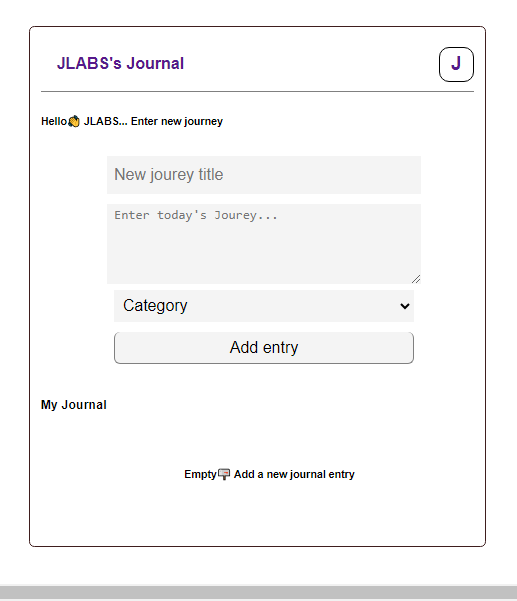 JLABS's Journal
J
Hello👏 JLABS... Enter new journey
New jourey title
Enter today's Jourey...
Category
Add entry
My Journal
Empty📪 Add a new journal entry